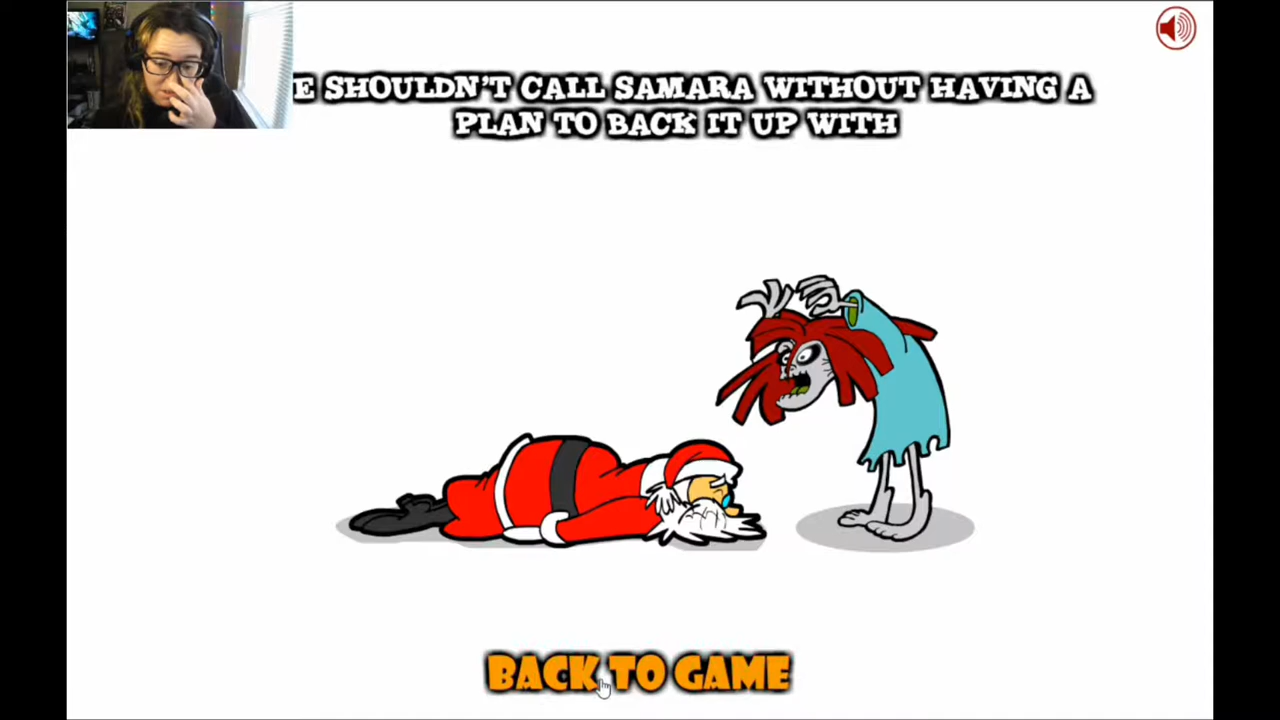 E SHOULDN'T CALL SAMARA WITHOUT HAVING A
PLAN TO BACK IT UP WITH
BACK TO GAME